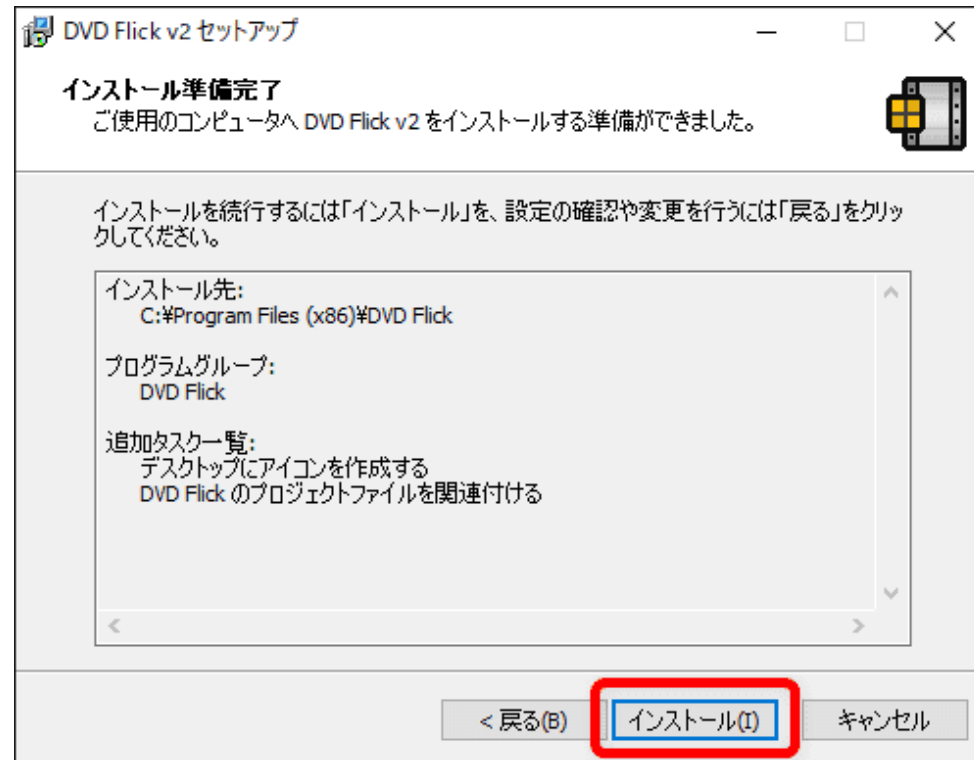 DVD Flick v2 セットアップ
インストール準備完了
ご使用のコンピュータへ DVD Flick v2 をインストールする準備ができました。
インストールを続行するには「インストール」を、設定の確認や変更を行うには「戻る」をクリッ
クしてください。
インストール先:
C:¥Program Files (x86)¥DVD Flick
プログラムグループ:
DVD Flick
追加タスク一覧:
デスクトップにアイコンを作成する
DVD Flick のプロジェクトファイルを関連付ける
< 戻る(B) インストール(I) キャンセル